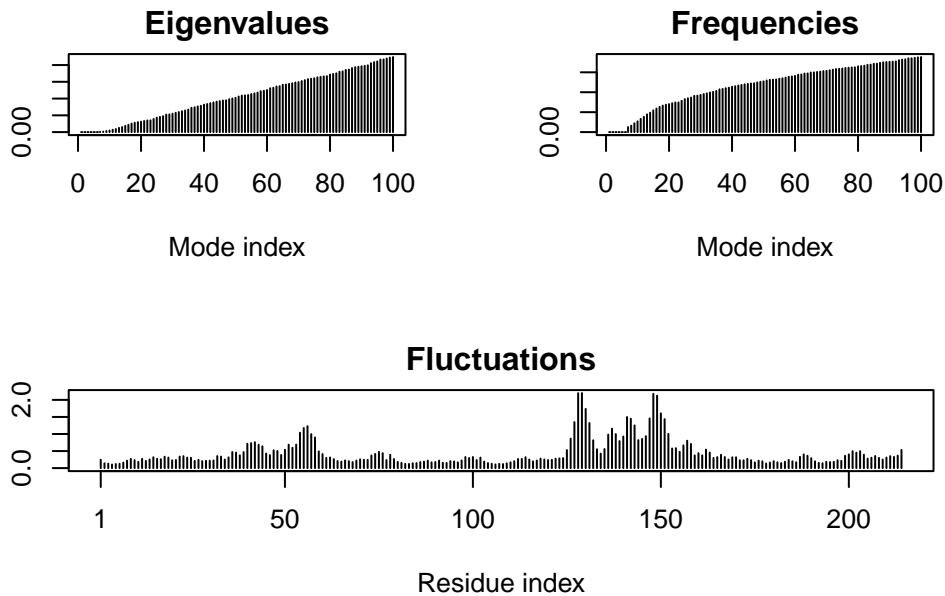 Eigenvalues
0.00
0 20 40 60 80 100
Mode index
Frequencies
0.00
0 20 40 60 80 100
Mode index
Fluctuations
2.0
0.0
1 50 100 150 200
Residue index